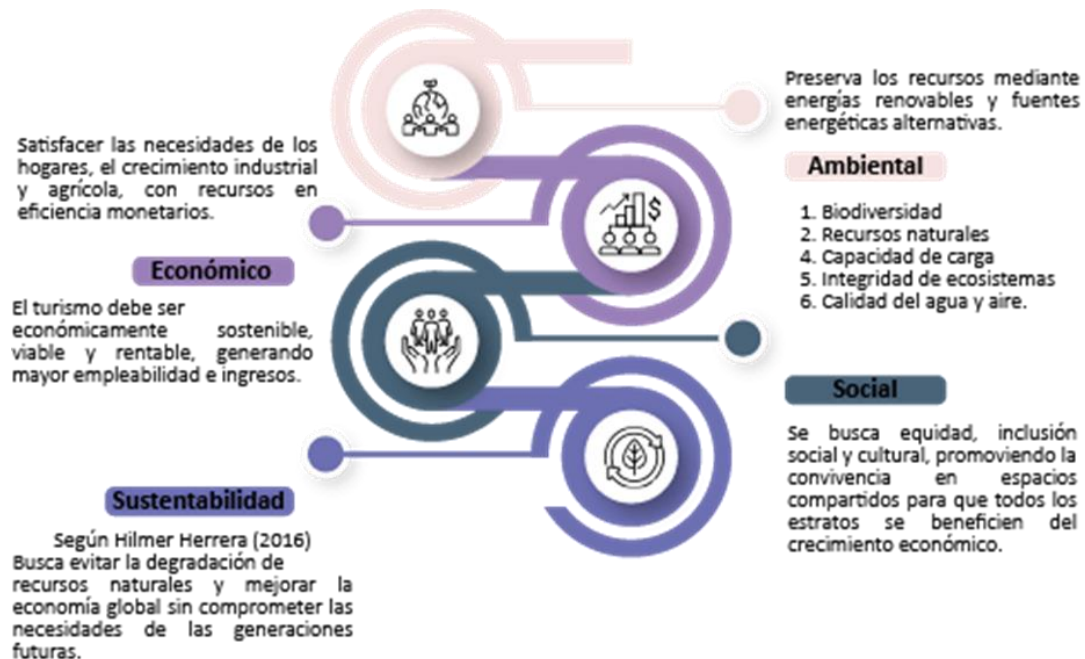 Preserva los recursos mediante
energías renovables y fuentes
energéticas alternativas.
Ambiental
1. Biodiversidad
2. Recursos naturales
4. Capacidad de carga
5. Integridad de ecosistemas
6. Calidad del agua y aire.
Satisfacer las necesidades de los
hogares, el crecimiento industrial
y agrícola, con recursos en
eficiencia monetarios.
Económico
El turismo debe ser
económicamente sostenible,
viable y rentable, generando
mayor empleabilidad e ingresos.
Social
Se busca equidad, inclusión
social y cultural, promoviendo la
convivencia en espacios
compartidos para que todos los
estratos se beneficien del
crecimiento económico.
Sustentabilidad
Según Hilmer Herrera (2016)
Busca evitar la degradación de
recursos naturales y mejorar la
economía global sin comprometer las
necesidades de las generaciones
futuras.
$